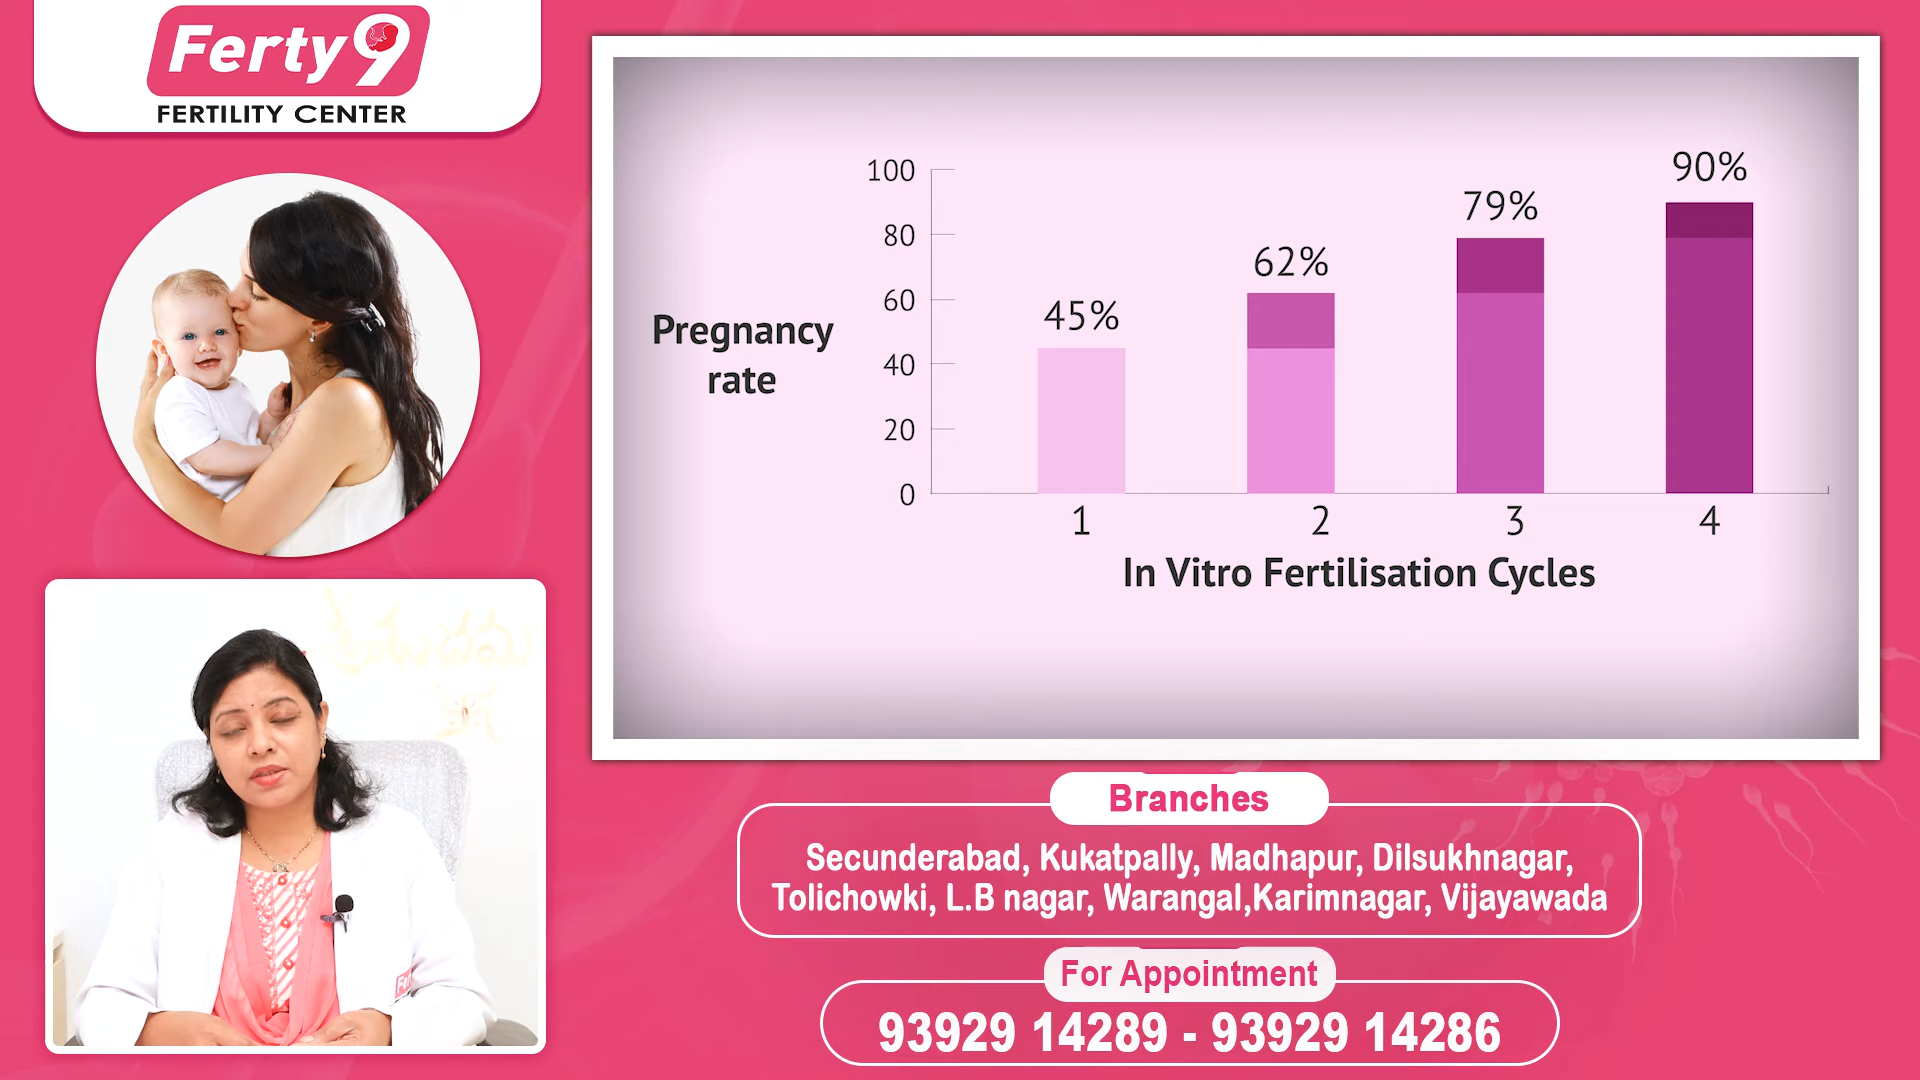 Ferty9
FERTILITY CENTER
100
80
60
40
20
0
Pregnancy
rate
45%
62%
79%
90%
1
2
3
4
In Vitro Fertilisation Cycles
Branches
Secunderabad, Kukatpally, Madhapur, Dilsukhnagar,
Tolichowki, L.B nagar, Warangal,Karimnagar, Vijayawada
For Appointment
93929 14289 - 93929 14286